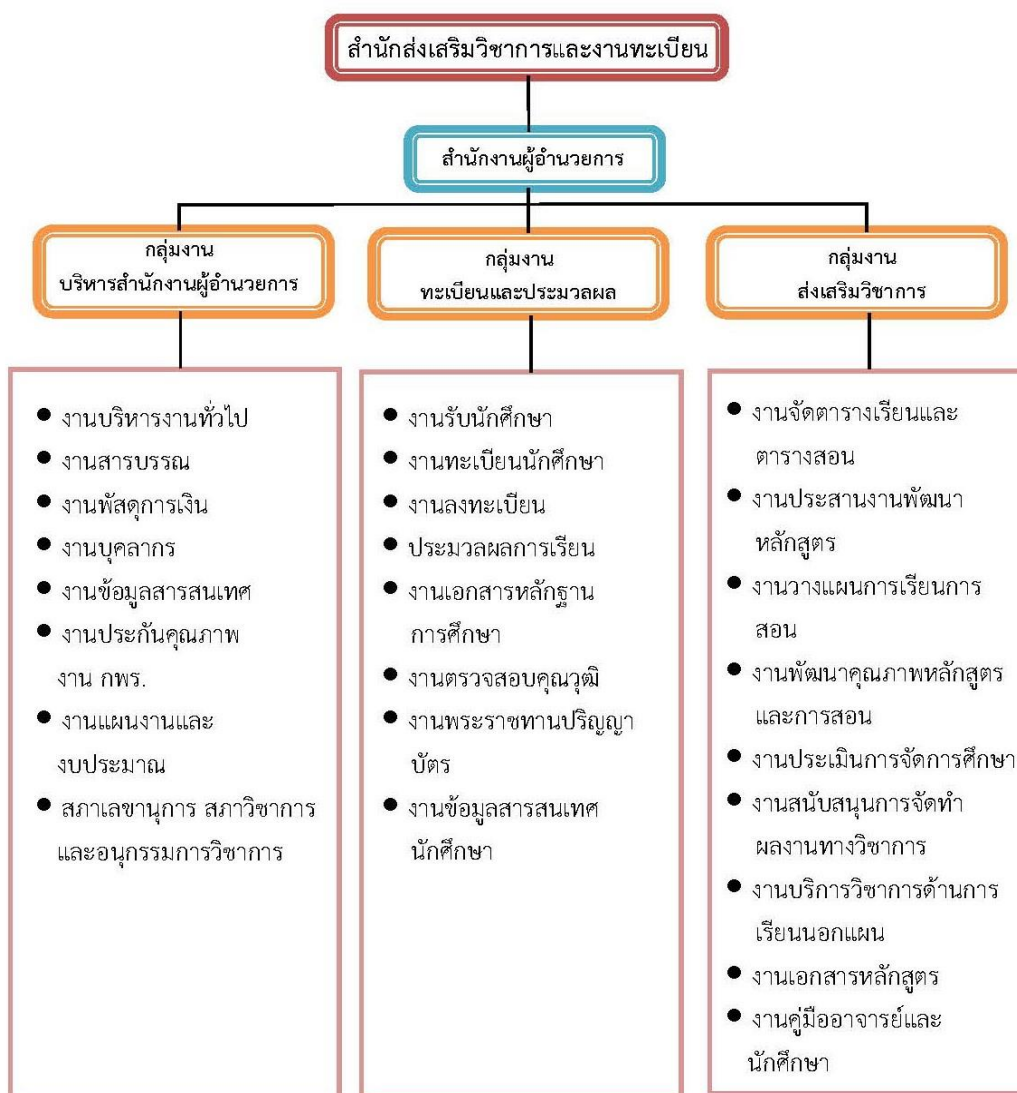 สำนักส่งเสริมวิชาการและงานทะเบียน
สำนักงานผู้อำนวยการ
กลุ่มงาน
บริหารสำนักงานผู้อำนวยการ
กลุ่มงาน
ทะเบียนและประมวลผล
กลุ่มงาน
ส่งเสริมวิชาการ
● งานบริหารงานทั่วไป
● งานสารบรรณ
● งานพัสดุการเงิน
● งานบุคลากร
● งานข้อมูลสารสนเทศ
● งานประกันคุณภาพ
งาน กพร.
● งานแผนงานและ
งบประมาณ
● สภาเลขานุการ สภาวิชาการ
และอนุกรรมการวิชาการ
● งานรับนักศึกษา
● งานทะเบียนนักศึกษา
● งานลงทะเบียน
● ประมวลผลการเรียน
● งานเอกสารหลักฐาน
การศึกษา
● งานตรวจสอบคุณวุฒิ
● งานพระราชทานปริญญา
บัตร
● งานข้อมูลสารสนเทศ
นักศึกษา
● งานจัดตารางเรียนและ
ตารางสอน
● งานประสานงานพัฒนา
หลักสูตร
● งานวางแผนการเรียนการ
สอน
● งานพัฒนาคุณภาพหลักสูตร
และการสอน
● งานประเมินการจัดการศึกษา
● งานสนับสนุนการจัดทำ
ผลงานทางวิชาการ
● งานบริการวิชาการด้านการ
เรียนนอกแผน
● งานเอกสารหลักสูตร
● งานคู่มืออาจารย์และ
นักศึกษา